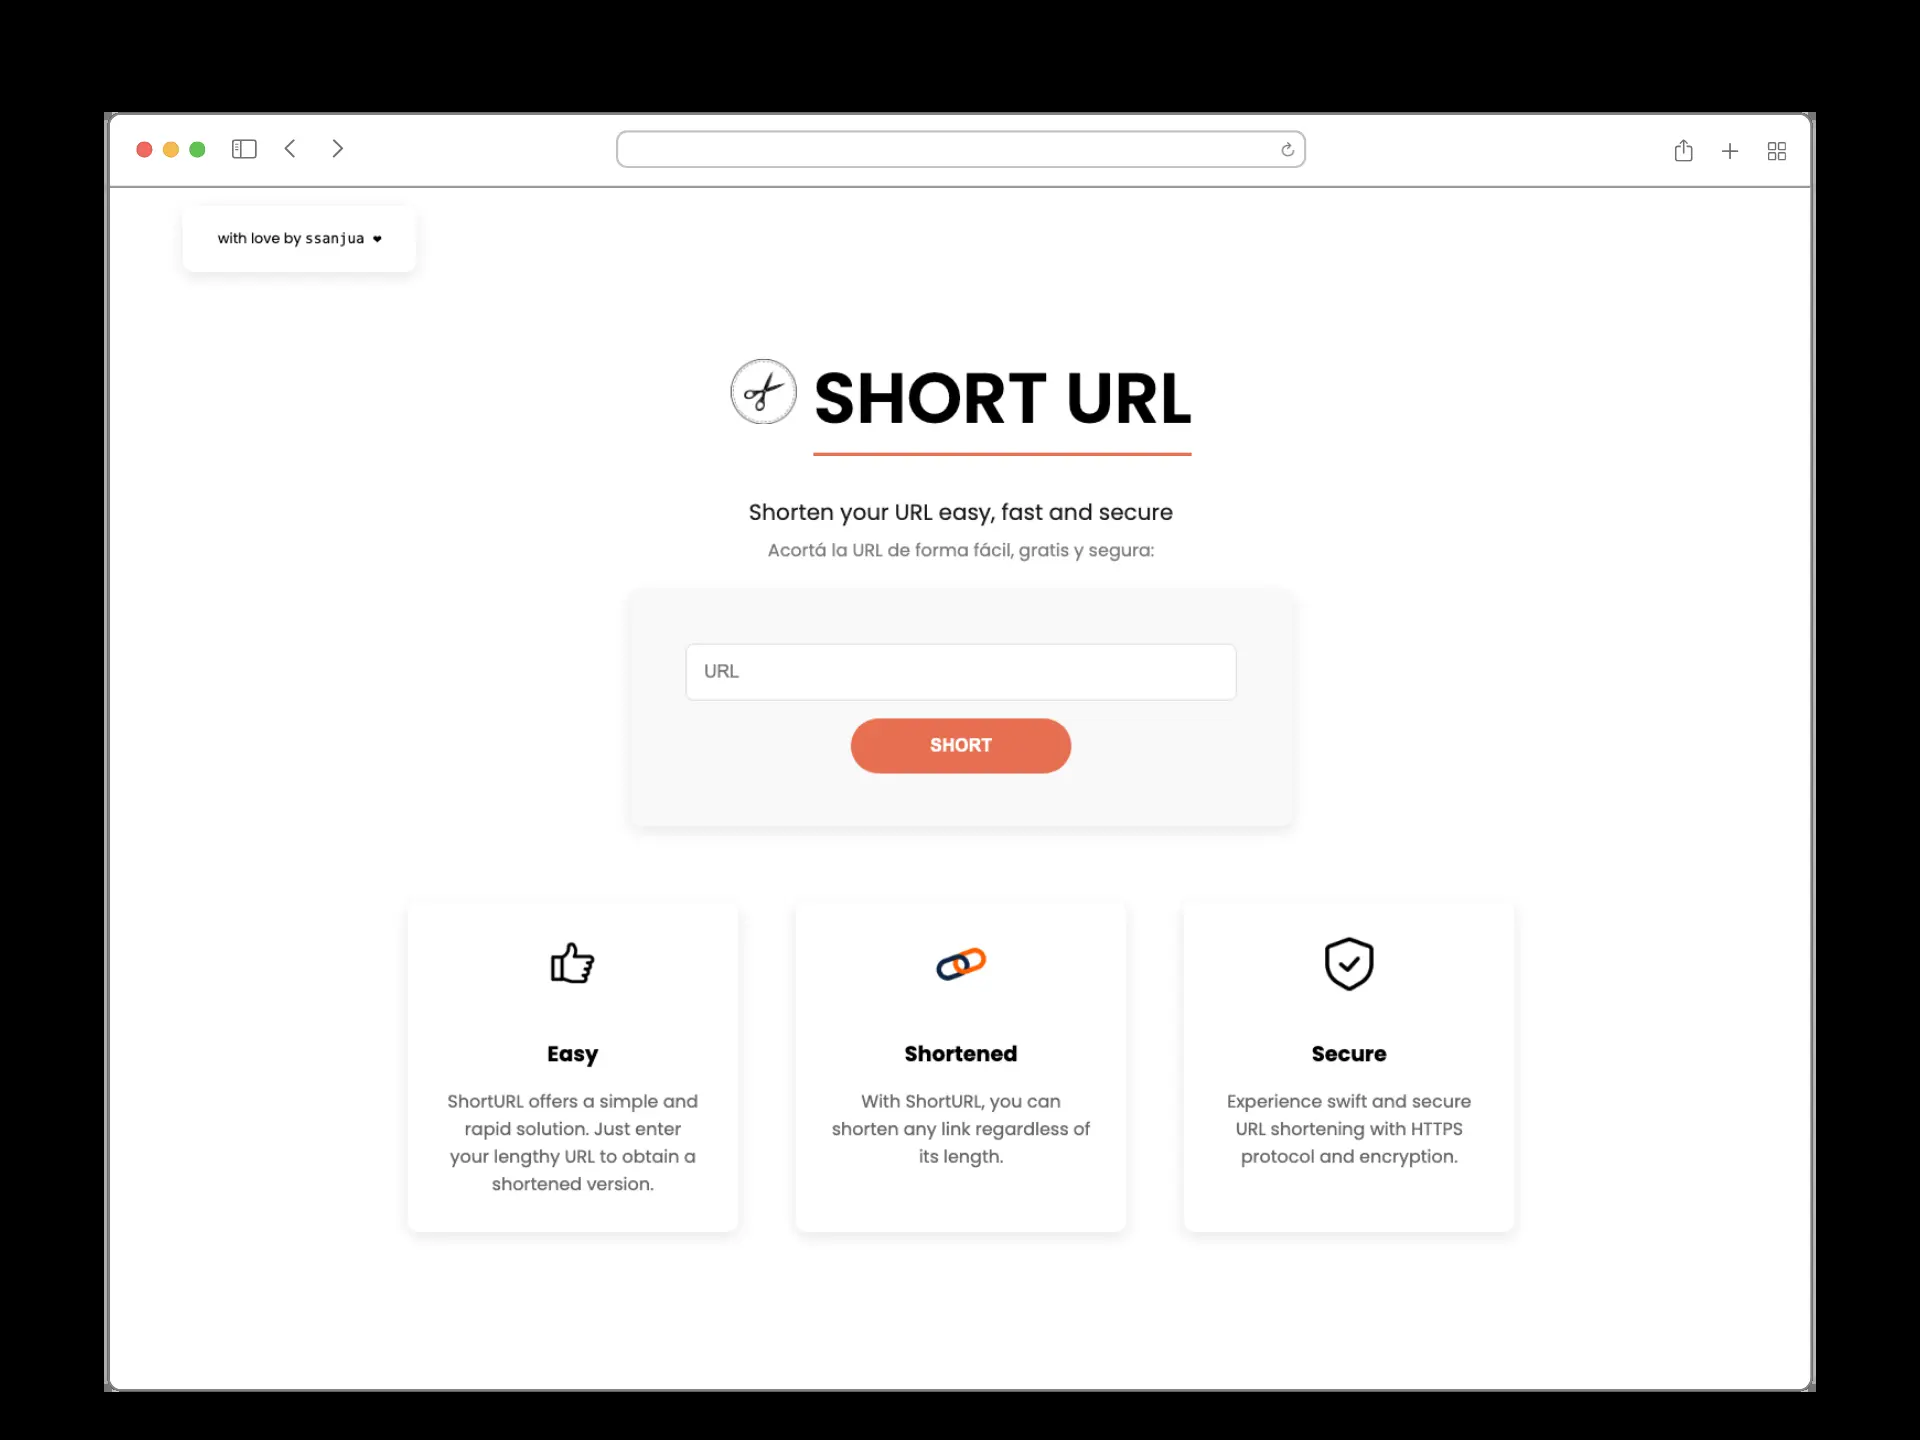 with love by ssanjua ❤
SHORT URL
Shorten your URL easy, fast and secure
Acortá la URL de forma fácil, gratis y segura:
URL
SHORT
Easy
ShortURL offers a simple and
rapid solution. Just enter
your lengthy URL to obtain a
shortened version.
Shortened
With ShortURL, you can
shorten any link regardless of
its length.
Secure
Experience swift and secure
URL shortening with HTTPS
protocol and encryption.